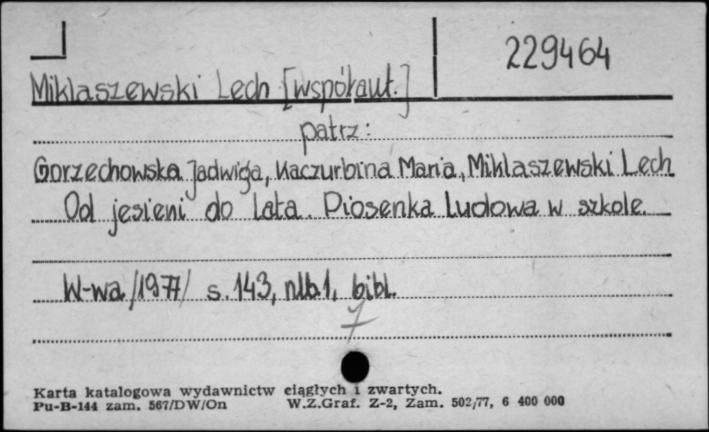 229464
Miklaszewski Lech [współaut.]
patrz:
Gorzechowska Jadwiga, Kaczurbina Maria, Miklaszewski Lech
Od jesieni do lata. Piosenka ludowa w szkole.
W-wa /1977/ s. 143, nlb1, bibl.
7
Karta katalogowa wydawnictw ciągłych i zwartych.
Pu-B-144 zam. 567/DW/On W.Z.Graf. Z-2, Zam. 502/77, 6 400 000